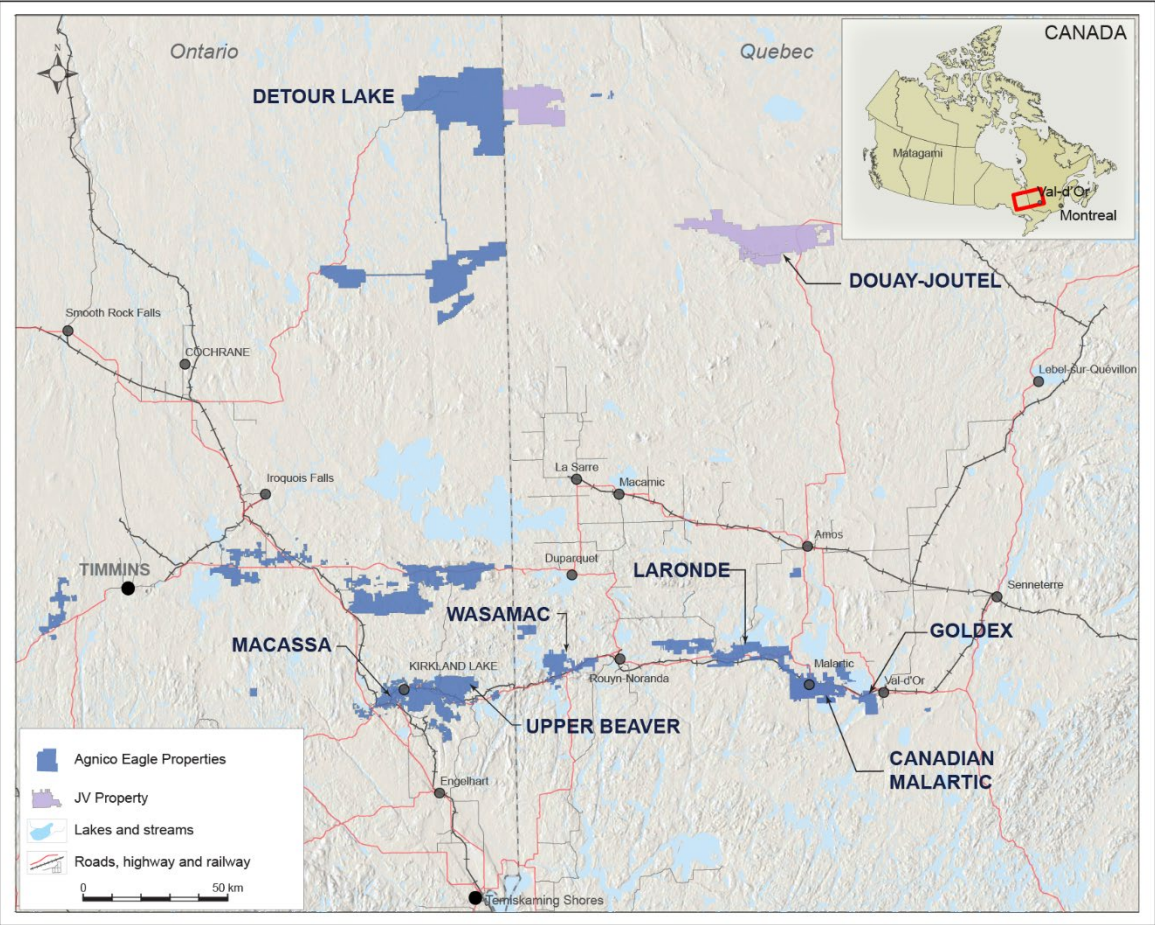 Ontario
Quebec
CANADA
Matagami
Val-d'Or
Montreal
N
DETOUR LAKE
DOUAY-JOUTEL
Smooth Rock Falls
COCHRANE
Lebel-sur-Quévillon
Iroquois Falls
La Sarre
Macamic
Amos
TIMMINS
Duparquet
LARONDE
Senneterre
WASAMAC
GOLDEX
MACASSA
KIRKLAND LAKE
Rouyn-Noranda
Malartic
Val-d'Or
UPPER BEAVER
CANADIAN
MALARTIC
Engelhart
Temiskaming Shores
Agnico Eagle Properties
JV Property
Lakes and streams
Roads, highway and railway
0 50 km